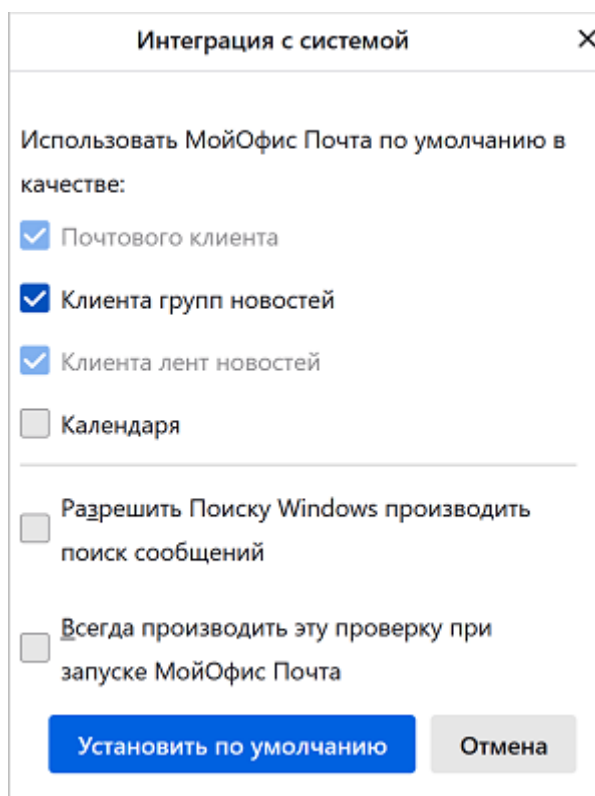 Интеграция с системой
Использовать МойОфис Почта по умолчанию в
качестве:
Почтового клиента
Клиента групп новостей
Клиента лент новостей
Календаря
Разрешить Поиску Windows производить
поиск сообщений
Всегда производить эту проверку при
запуске МойОфис Почта
Установить по умолчанию Отмена